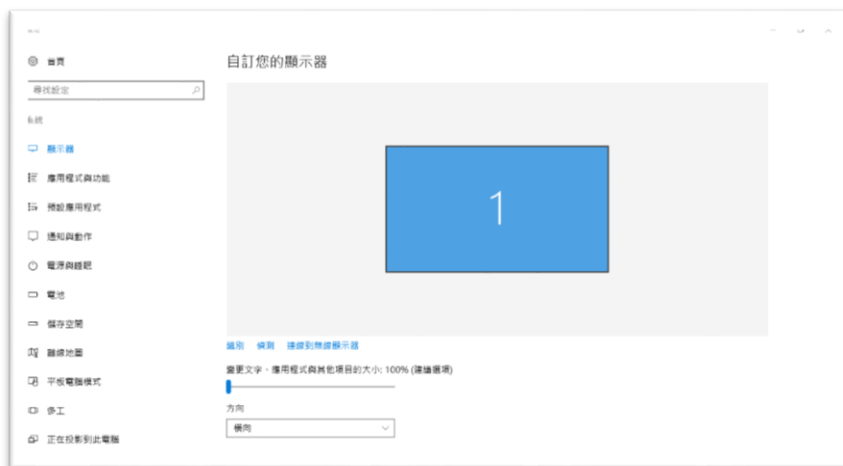 首頁
自訂您的顯示器
尋找設定
系統
顯示器
應用程式與功能
預設應用程式
通知與動作
電源與睡眠
電池
儲存空間
離線地圖
平板電腦模式
多工
正在投影到此電腦
1
識別 偵測 連線到無線顯示器
變更文字、應用程式與其他項目的大小: 100% (建議選項)
方向
橫向